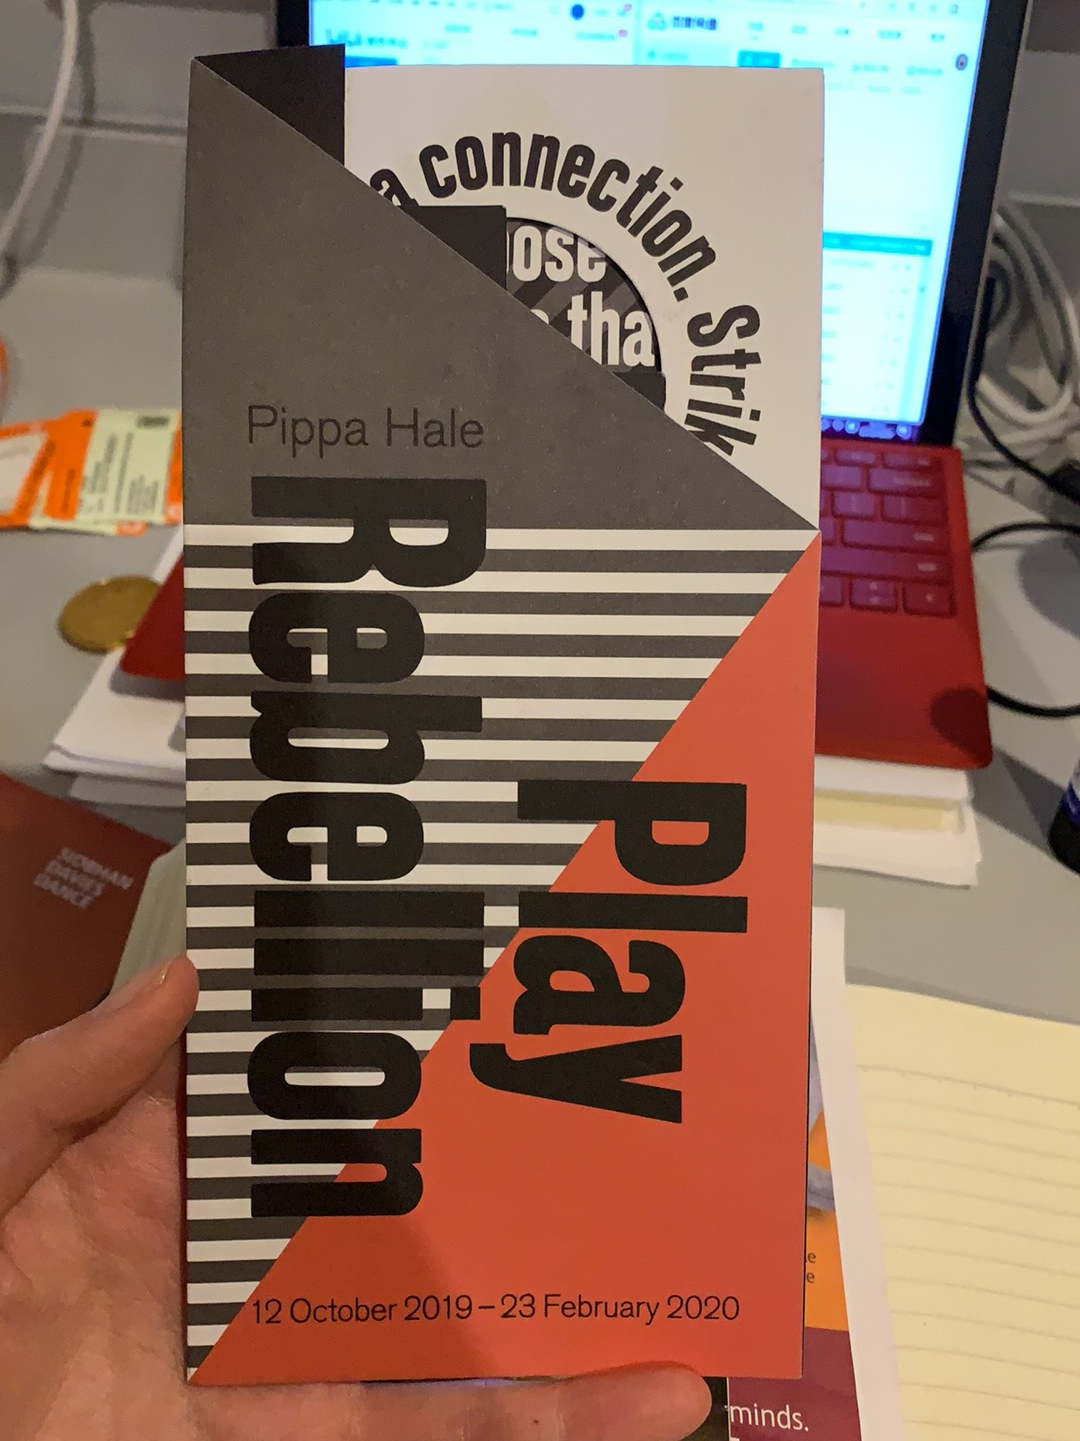 a connection. Strik
ose
tha
Pippa Hale
Play
Rebellion
12 October 2019 – 23 February 2020
SIOBHAN
DAVIES
DANCE
e
e
minds.